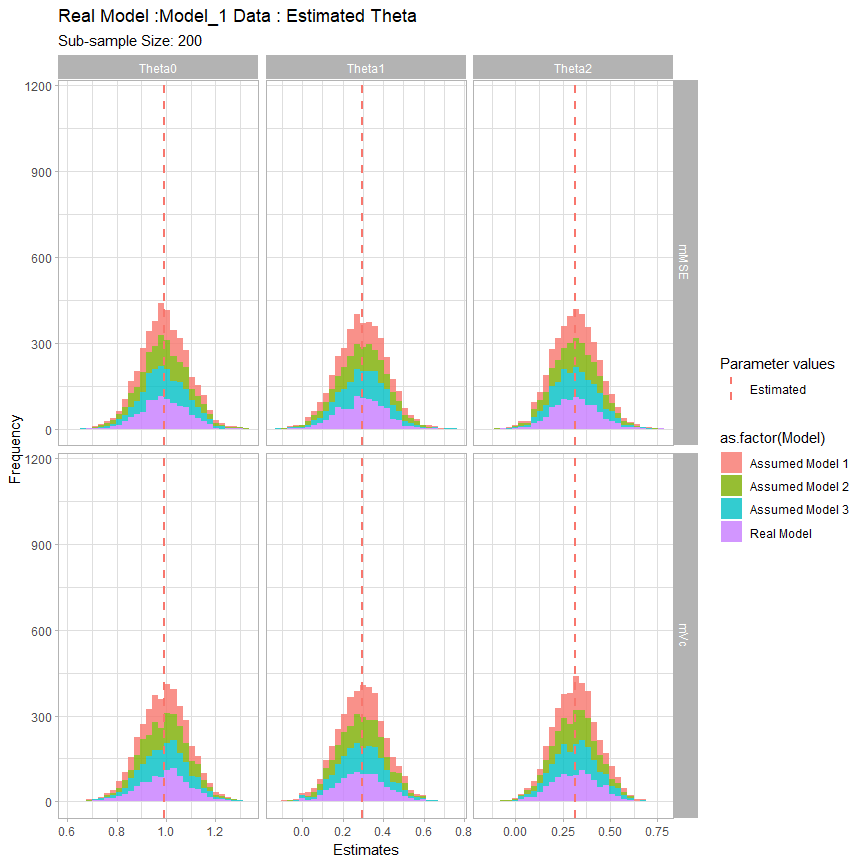 Real Model :Model_1 Data : Estimated Theta
Sub-sample Size: 200
Theta0 Theta1 Theta2
1200
900
600
300
0
mMSE
1200
900
600
300
0
mVc
Frequency
0.6 0.8 1.0 1.2 0.0 0.2 0.4 0.6 0.8 0.00 0.25 0.50 0.75
Estimates
Parameter values
Estimated
as.factor(Model)
Assumed Model 1
Assumed Model 2
Assumed Model 3
Real Model